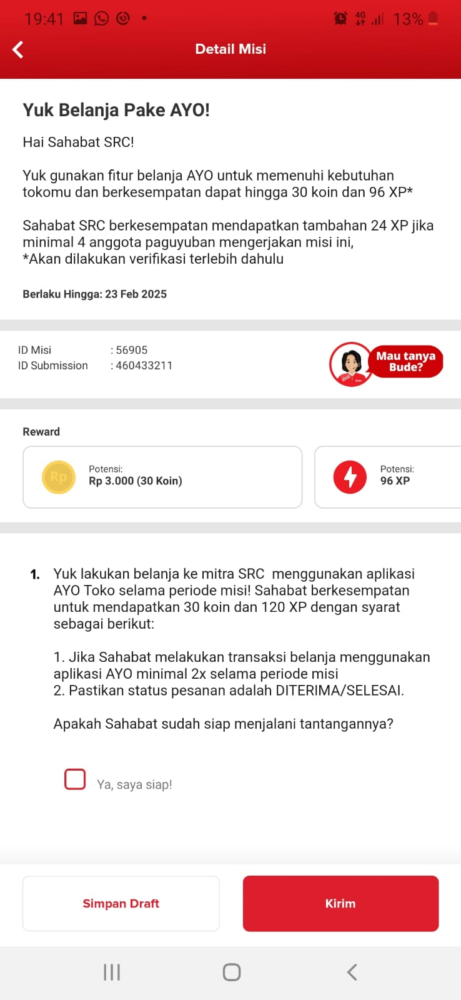 19:41
4G
13%
Detail Misi
Yuk Belanja Pake AYO!
Hai Sahabat SRC!
Yuk gunakan fitur belanja AYO untuk memenuhi kebutuhan
tokomu dan berkesempatan dapat hingga 30 koin dan 96 XP*
Sahabat SRC berkesempatan mendapatkan tambahan 24 XP jika
minimal 4 anggota paguyuban mengerjakan misi ini,
*Akan dilakukan verifikasi terlebih dahulu
Berlaku Hingga: 23 Feb 2025
ID Misi : 56905
ID Submission : 460433211
Mau tanya
Bude?
Reward
Rp
Potensi:
Rp 3.000 (30 Koin)
Potensi:
96 XP
1. Yuk lakukan belanja ke mitra SRC  menggunakan aplikasi
AYO Toko selama periode misi! Sahabat berkesempatan
untuk mendapatkan 30 koin dan 120 XP dengan syarat
sebagai berikut:
1. Jika Sahabat melakukan transaksi belanja menggunakan
aplikasi AYO minimal 2x selama periode misi
2. Pastikan status pesanan adalah DITERIMA/SELESAI.
Apakah Sahabat sudah siap menjalani tantangannya?
Ya, saya siap!
Simpan Draft
Kirim